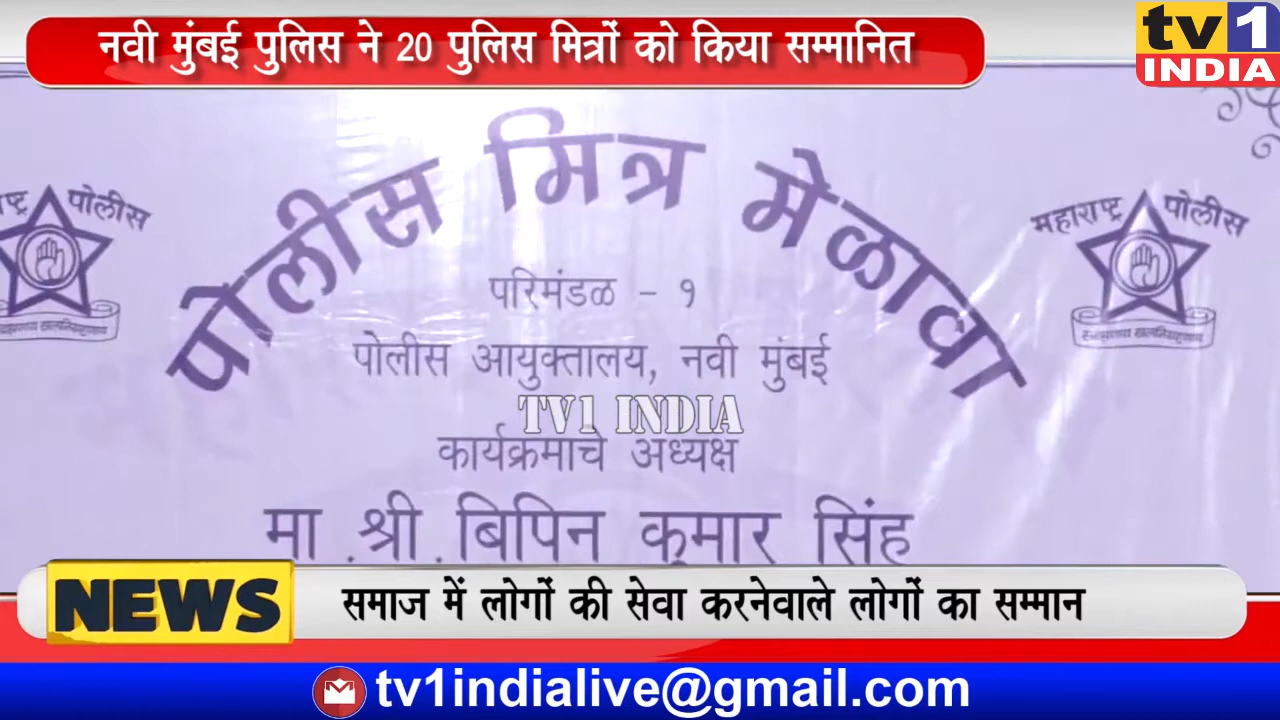 नवी मुंबई पुलिस ने 20 पुलिस मित्रों को किया सम्मानित
tv1
INDIA
पोलीस मित्र मेळावा
ष्ट्र पोलीस
महाराष्ट्र पोलीस
परिमंडळ - १
पोलीस आयुक्तालय, नवी मुंबई
TV1 INDIA
कार्यक्रमाचे अध्यक्ष
मा .श्री .बिपिन कुमार सिंह
NEWS
समाज में लोगों की सेवा करनेवाले लोगों का सम्मान
tv1indialive@gmail.com